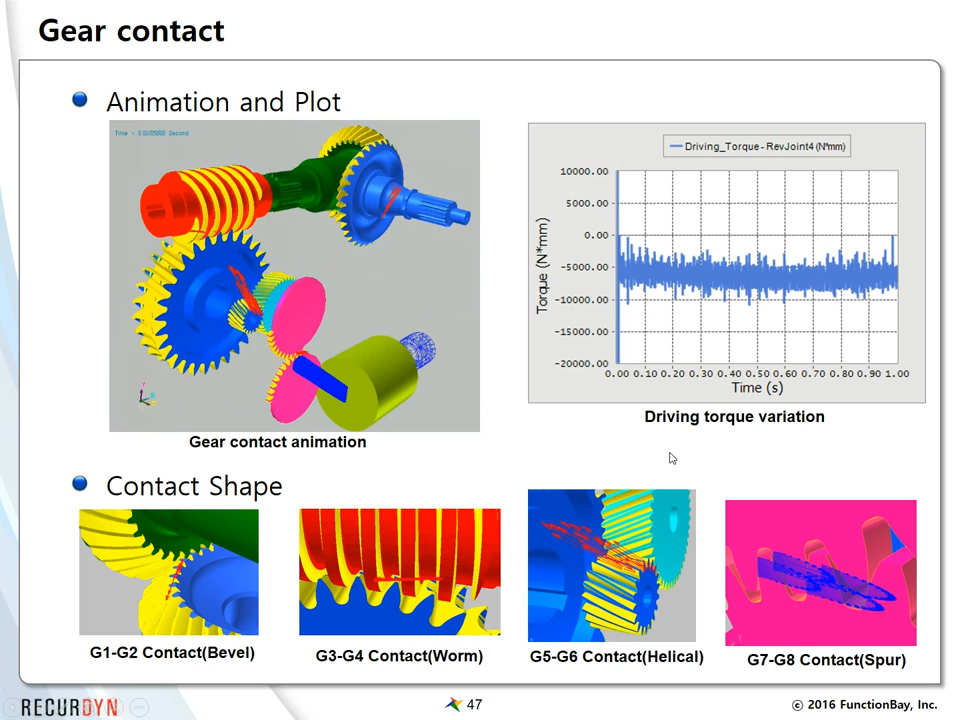 Gear contact
Animation and Plot
Driving_Torque - RevJoint4 (N*mm)
10000.00
5000.00
0.00
-5000.00
-10000.00
-15000.00
-20000.00
Torque (N*mm)
0.00 0.10 0.20 0.30 0.40 0.50 0.60 0.70 0.80 0.90 1.00
Time (s)
Gear contact animation
Driving torque variation
Contact Shape
G1-G2 Contact(Bevel)
G3-G4 Contact(Worm)
G5-G6 Contact(Helical)
G7-G8 Contact(Spur)
RECURDYN
47
© 2016 FunctionBay, Inc.